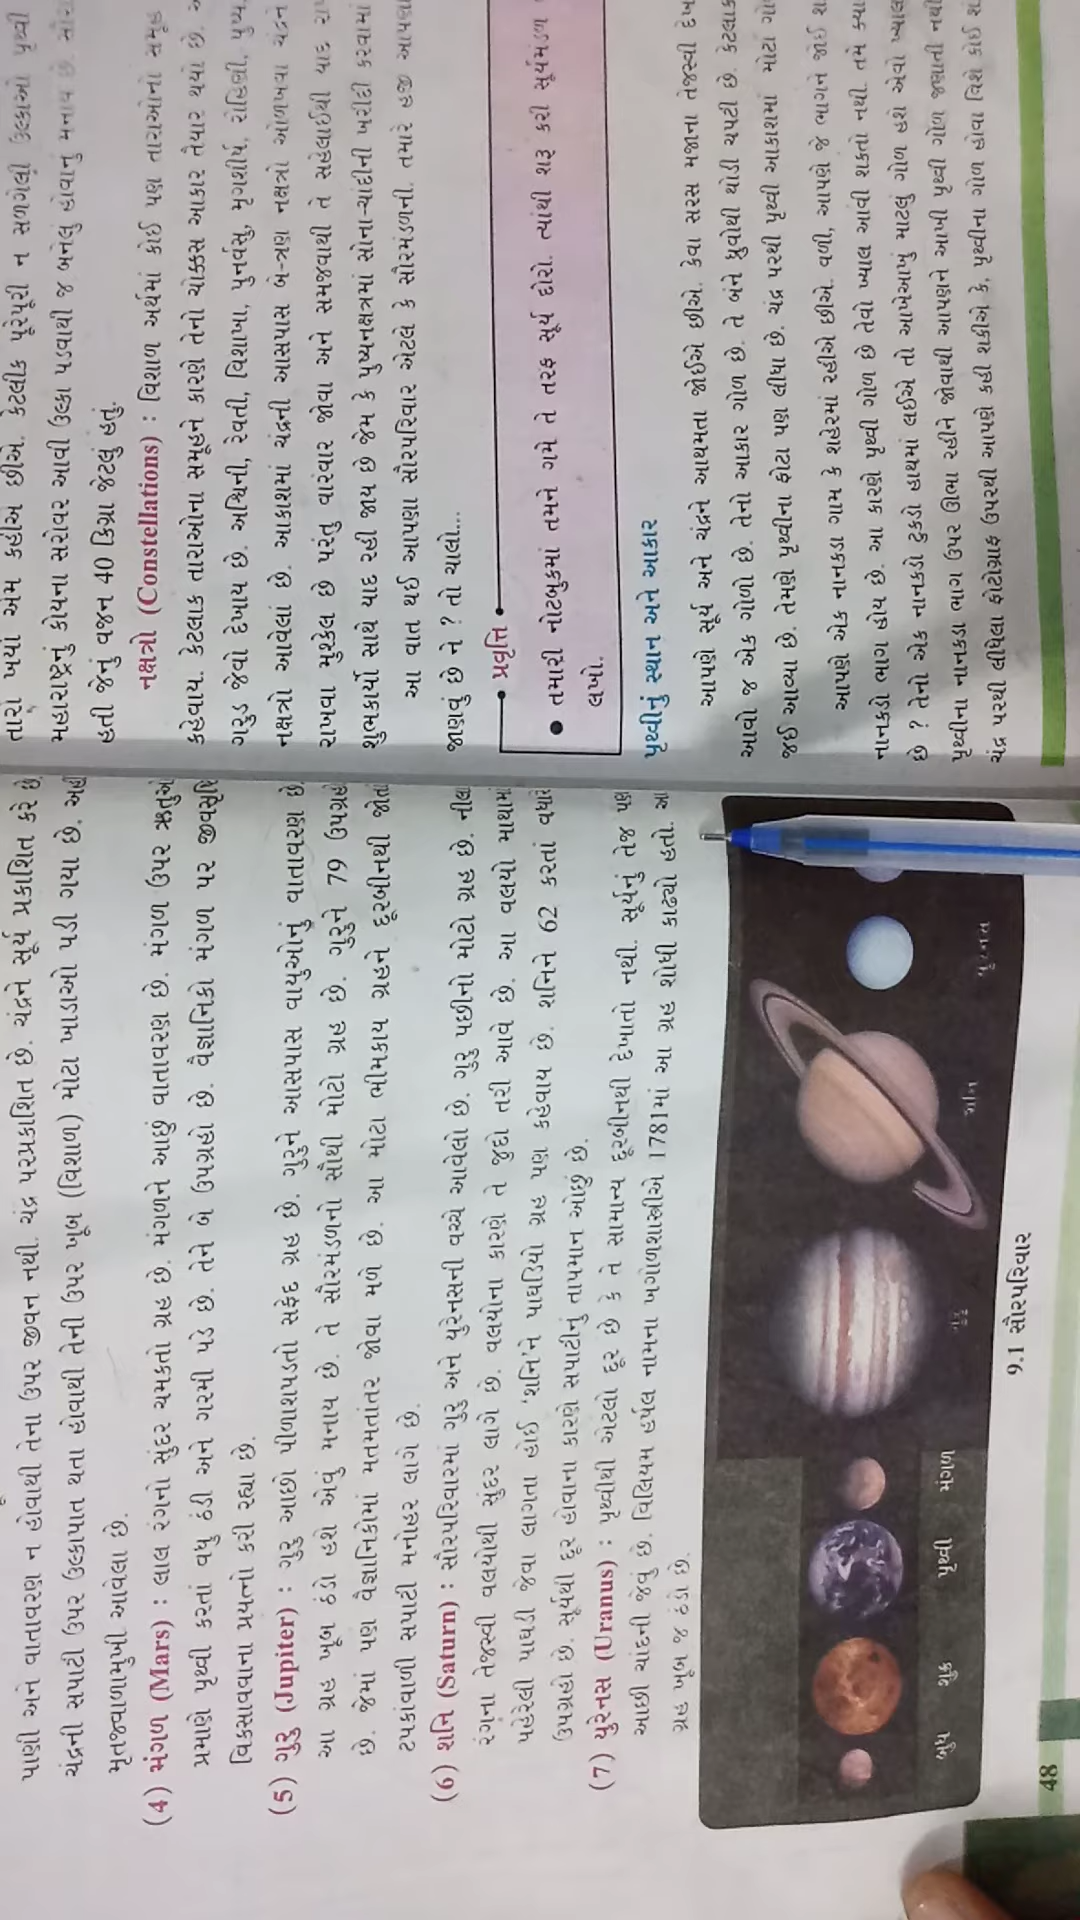 પાણી અને વાતાવરણ ન હોવાથી તેના ઉપર જીવન નથી. ચંદ્ર પરપ્રકાશિત છે. ચંદ્રને સૂર્ય પ્રકાશિત કરે છે.
ચંદ્રની સપાટી ઉપર ઉલ્કાપાત થતા હોવાથી તેની ઉપર ખૂબ (વિશાળ) મોટા ખાડાઓ પડી ગયા છે.
મૃતજ્વાળામુખી આવેલા છે.
(4) મંગળ (Mars) : લાલ રંગનો સુંદર ચમકતો ગ્રહ છે. મંગળને આછું વાતાવરણ છે. મંગળ ઉપર
પ્રમાણે પૃથ્વી કરતાં વધુ ઠંડી અને ગરમી પડે છે. તેને બે ઉપગ્રહો છે. વૈજ્ઞાનિકો મંગળ પર
વિકસાવવાના પ્રયત્નો કરી રહ્યા છે.
(5) ગુરુ (Jupiter) : ગુરુ આછો પીળાશપડતો સફેદ ગ્રહ છે. ગુરુને આસપાસ વાયુઓનું વાતાવરણ છે.
આ ગ્રહ ખૂબ ઠંડો હશે એવું મનાય છે. તે સૌરમંડળનો સૌથી મોટો ગ્રહ છે. ગુરુને 79 ઉપગ્રહ
છે. જેમાં પણ વૈજ્ઞાનિકોમાં મતમતાંતર જોવા મળે છે. આ મોટા ભીમકાય ગ્રહને દૂરબીનથી જોતાં
ટપકાંવાળી સપાટી મનોહર લાગે છે.
(6) શનિ (Saturn) : સૌરપરિવારમાં ગુરુ અને યુરેનસની વચ્ચે આવેલો છે. ગુરુ પછીનો મોટો ગ્રહ છે. નીલા
રંગના તેજસ્વી વલયોથી સુંદર લાગે છે. વલયોના કારણે તે જુદો તરી આવે છે. આ વલયો માથામાં
પહેરેલી પાઘડી જેવા લાગતા હોઈ 'શનિ'ને પાઘડિયો ગ્રહ પણ કહેવાય છે. શનિને 62 કરતાં વધારે
ઉપગ્રહો છે. સૂર્યથી દૂર હોવાના કારણે સપાટીનું તાપમાન ઓછું છે.
(7) યુરેનસ (Uranus) : પૃથ્વીથી એટલો દૂર છે કે તે સામાન્ય દૂરબીનથી દેખાતો નથી. સૂર્યનું તેજ પણ
આછી ચાંદની જેવું છે. વિલિયમ હર્ષલ નામના ખગોળશાસ્ત્રીએ 1781માં આ ગ્રહ શોધી કાઢ્યો હતો. આ
ગ્રહ ખૂબ જ ઠંડો છે.
બુધ
શુક્ર
પૃથ્વી
મંગળ
ગુરુ
શનિ
યુરેનસ
9.1 સૌરપરિવાર
48
તારો ખર્યો એમ કહીએ છીએ. કેટલીક પૂરેપૂરી ન સળગેલી ઉલ્કાઓ પૃથ્વી
મહારાષ્ટ્રનું લોયના સરોવર આવી ઉલ્કા પડવાથી જ બનેલું હોવાનું મનાય છે.
હતી જેનું વજન 40 કિગ્રા જેટલું હતું.
નક્ષત્રો (Constellations) : વિશાળ અર્થમાં કોઈ પણ તારાઓના સમૂહ
કહેવાય. કેટલાક તારાઓના સમૂહને કારણે તેનો ચોક્કસ આકાર તૈયાર થયો છે.
ગરુડ જેવો દેખાય છે. અશ્વિની, રેવતી, વિશાખા, પુનર્વસુ, મૃગશીર્ષ, રોહિણી,
નક્ષત્રો આવેલાં છે. આકાશમાં ચંદ્રની આસપાસ બે-ત્રણ નક્ષત્રો ઓળખવા
રાખવા મુશ્કેલ છે પરંતુ વારંવાર જોવા અને સમજવાથી તે સહેલાઈથી યાદ
શુભકાર્યો સાથે યાદ રહી જાય છે જેમ કે પુષ્યનક્ષત્રમાં સોના-ચાંદીની ખરીદી કરવામાં
આ વાત થઈ આપણા સૌરપરિવાર એટલે કે સૌરમંડળની. તમારે હજી
જાણવું છે ને ? તો ચાલો....
પ્રવૃત્તિ
• તમારી નોટબુકમાં તમને ગમે તે તરફ સૂર્ય દોરો. ત્યાંથી શરૂ કરી સૂર્યમંડળ
લખો.
પૃથ્વીનું સ્થાન અને આકાર
આપણે સૂર્ય અને ચંદ્રને આથમતા જોઈએ છીએ. કેવા સરસ મજાના તેજસ્વી
આવો જ એક ગોળો છે. તેનો આકાર ગોળ છે. તે બંને ધ્રુવોથી થોડી ચપટી છે. કેટલાક
જઈ આવ્યા છે. તેમણે પૃથ્વીના ફોટા પણ લીધા છે. ચંદ્ર પરથી પૃથ્વી આકાશમાં મોટા
આપણે એક નાનકડા ગામ કે શહેરમાં રહીએ છીએ. વળી, આપણે જે ભાગને જોઈ
નાનકડો ભાગ હોય છે. આ કારણે પૃથ્વી ગોળ છે તેવો ખ્યાલ આવી શકતો નથી. તમે
છે ? તેનો એક નાનકડો ટુકડો હાથમાં લઈએ તો આખેઆખું માટલું ગોળ હશે એવો ખ્યાલ
પૃથ્વીના નાનકડા ભાગ ઉપર ઊભા રહીને જોવાથી આપણને આખી પૃથ્વી ગોળ જણાતી નથી
ચંદ્ર પરથી લીધેલા ફોટોગ્રાફ ઉપરથી આપણે કહી શકીએ કે, પૃથ્વીના ગોળ હોવા વિશે કોઈ